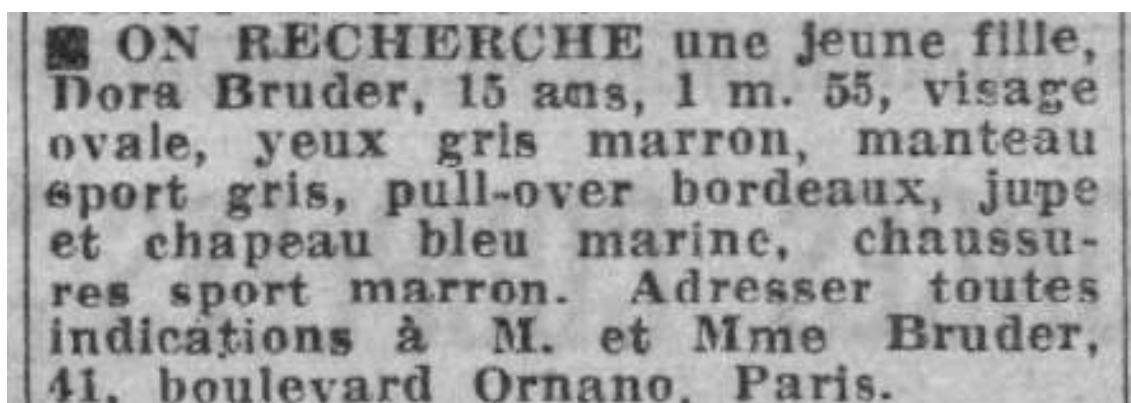 ON RECHERCHE une jeune fille,
Dora Bruder, 15 ans, 1 m. 55, visage
ovale, yeux gris marron, manteau
sport gris, pull-over bordeaux, jupe
et chapeau bleu marine, chaussu-
res sport marron. Adresser toutes
indications à M. et Mme Bruder,
41, boulevard Ornano, Paris.